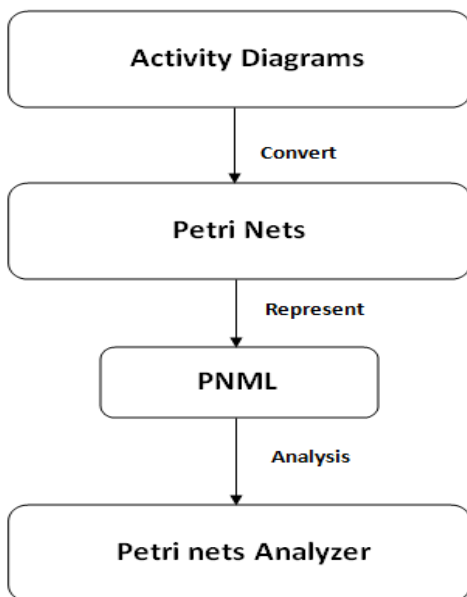 Activity Diagrams
Convert
Petri Nets
Represent
PNML
Analysis
Petri nets Analyzer